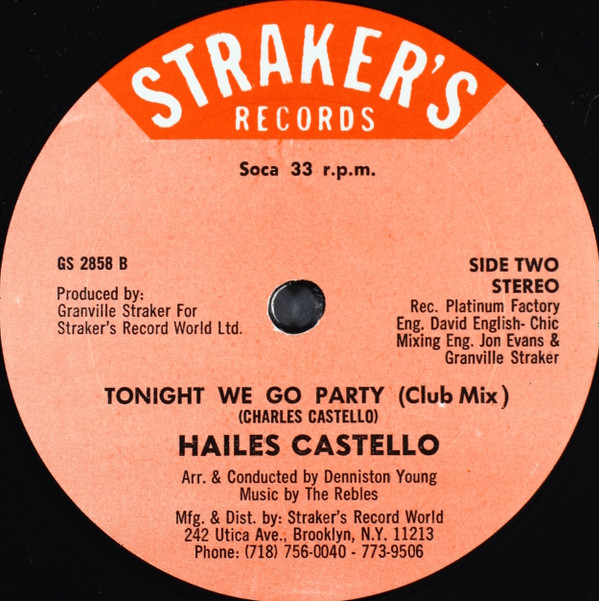 STRAKER'S
RECORDS
Soca 33 r.p.m.
GS 2858 B
Produced by:
Granville Straker For
Straker's Record World Ltd.
SIDE TWO
STEREO
Rec. Platinum Factory
Eng. David English- Chic
Mixing Eng. Jon Evans &
Granville Straker
TONIGHT WE GO PARTY (Club Mix)
(CHARLES CASTELLO)
HAILES CASTELLO
Arr. & Conducted by Denniston Young
Music by The Rebles
Mfg. & Dist. by: Straker's Record World
242 Utica Ave., Brooklyn, N.Y. 11213
Phone: (718) 756-0040 - 773-9506